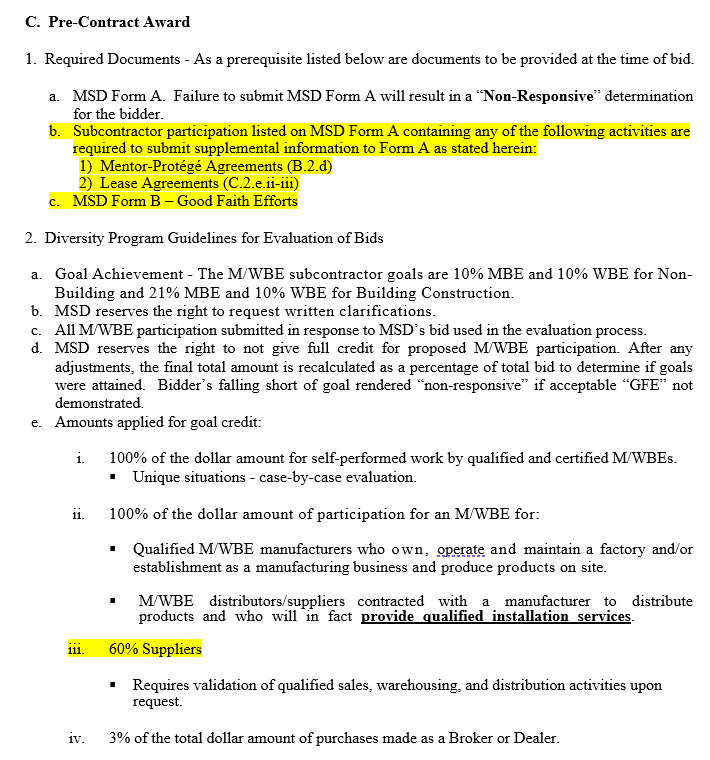 C. Pre-Contract Award
1. Required Documents - As a prerequisite listed below are documents to be provided at the time of bid.
a. MSD Form A. Failure to submit MSD Form A will result in a “Non-Responsive” determination
for the bidder.
b. Subcontractor participation listed on MSD Form A containing any of the following activities are
required to submit supplemental information to Form A as stated herein:
1) Mentor-Protégé Agreements (B.2.d)
2) Lease Agreements (C.2.e.ii-iii)
c. MSD Form B – Good Faith Efforts
2. Diversity Program Guidelines for Evaluation of Bids
a. Goal Achievement - The M/WBE subcontractor goals are 10% MBE and 10% WBE for Non-
Building and 21% MBE and 10% WBE for Building Construction.
b. MSD reserves the right to request written clarifications.
c. All M/WBE participation submitted in response to MSD’s bid used in the evaluation process.
d. MSD reserves the right to not give full credit for proposed M/WBE participation. After any
adjustments, the final total amount is recalculated as a percentage of total bid to determine if goals
were attained. Bidder’s falling short of goal rendered “non-responsive” if acceptable “GFE” not
demonstrated.
e. Amounts applied for goal credit:
i. 100% of the dollar amount for self-performed work by qualified and certified M/WBEs.
▪ Unique situations - case-by-case evaluation.
ii. 100% of the dollar amount of participation for an M/WBE for:
▪ Qualified M/WBE manufacturers who own, operate and maintain a factory and/or
establishment as a manufacturing business and produce products on site.
▪ M/WBE distributors/suppliers contracted with a manufacturer to distribute
products and who will in fact provide qualified installation services.
iii. 60% Suppliers
▪ Requires validation of qualified sales, warehousing, and distribution activities upon
request.
iv. 3% of the total dollar amount of purchases made as a Broker or Dealer.